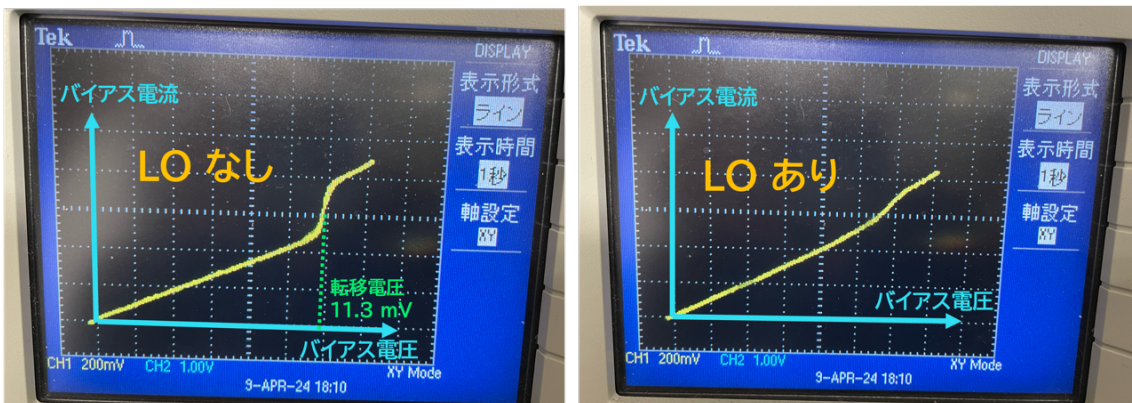 Tek
DISPLAY
表示形式
ライン
表示時間
1秒
軸設定
XY
バイアス電流
LO なし
転移電圧
11.3 mV
バイアス電圧
CH1 200mV CH2 1.00V XY Mode
9-APR-24 18:10
Tek
DISPLAY
表示形式
ライン
表示時間
1秒
軸設定
XY
バイアス電流
LO あり
バイアス電圧
CH1 200mV CH2 1.00V XY Mode
9-APR-24 18:10